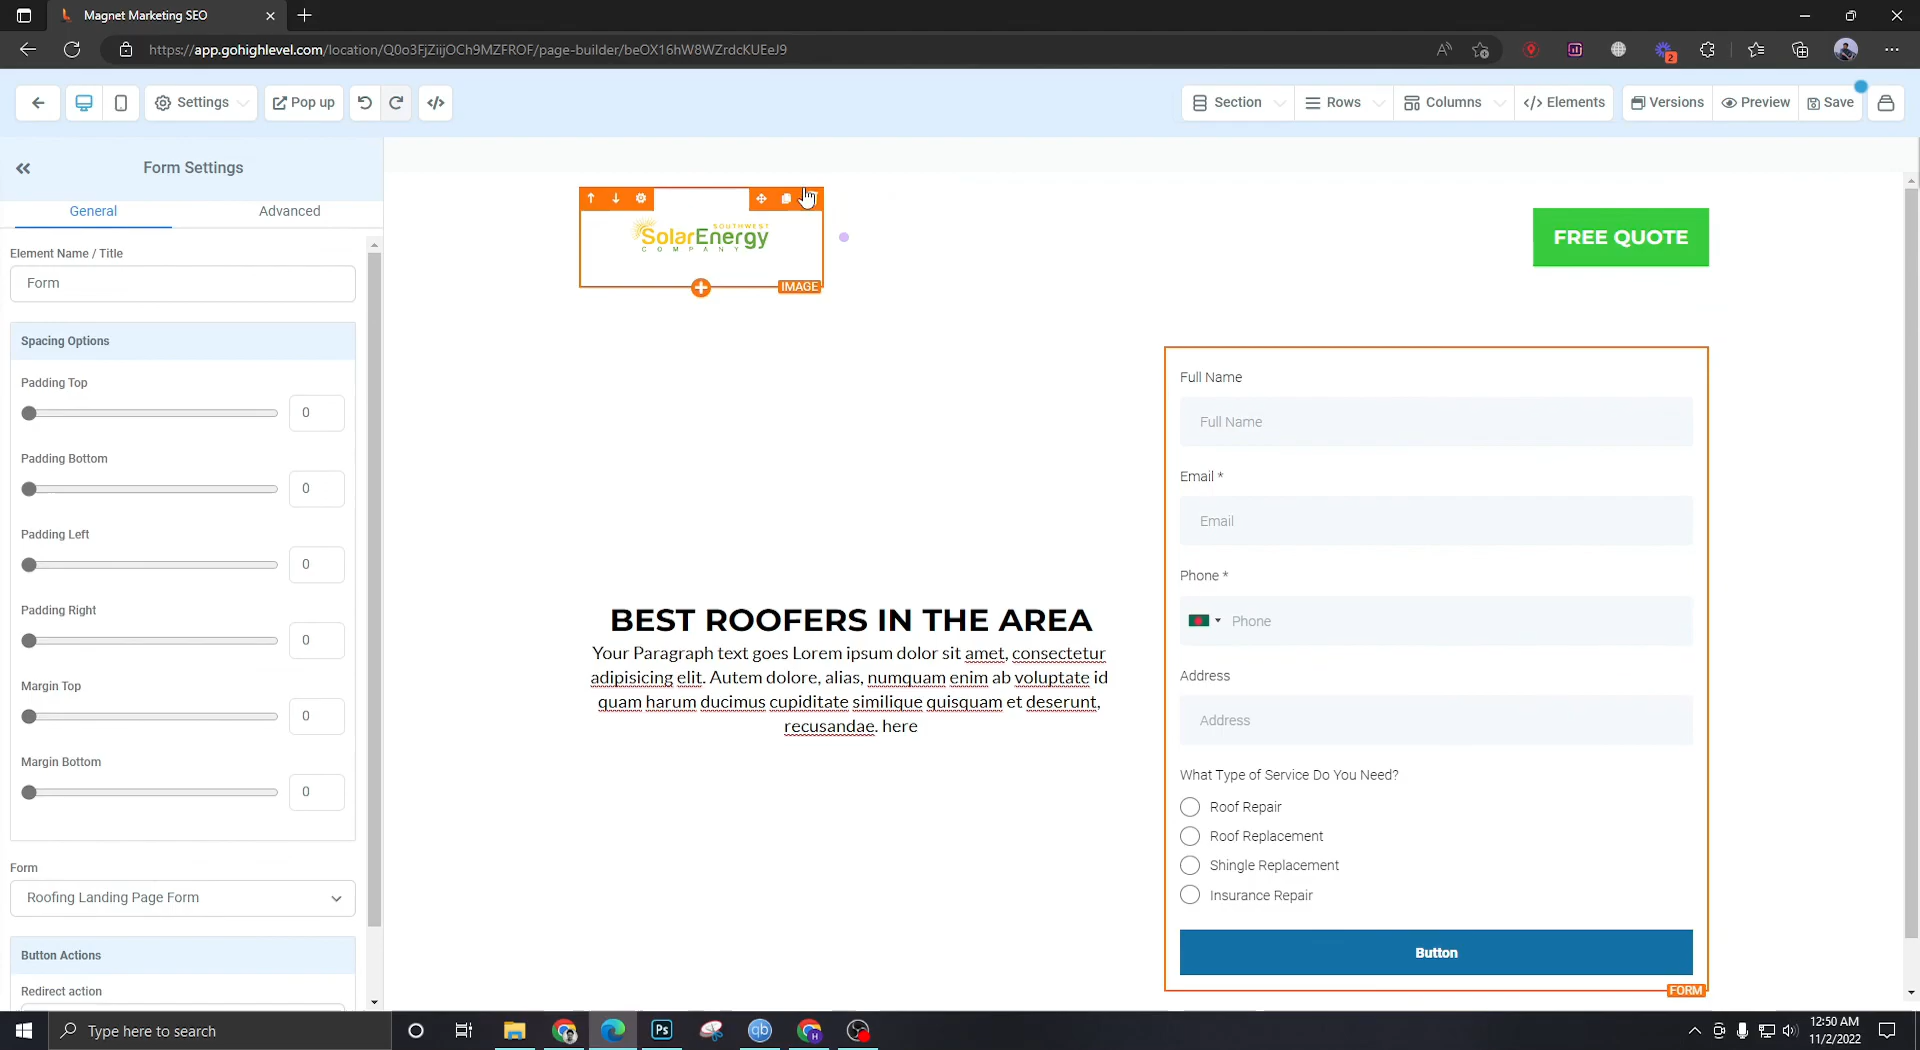 Magnet Marketing SEO
https://app.gohighlevel.com/location/Q0o3FjZiijOCh9MZFROF/page-builder/beOX16hW8WZrdcKUEeJ9
2
Settings
Pop up
Section
Rows
Columns
Elements
Versions
Preview
Save
Form Settings
General
Advanced
Element Name / Title
Form
Spacing Options
Padding Top
0
Padding Bottom
0
Padding Left
0
Padding Right
0
Margin Top
0
Margin Bottom
0
Form
Roofing Landing Page Form
Button Actions
Redirect action
SOUTHWEST
SolarEnergy
COMPANY
IMAGE
FREE QUOTE
BEST ROOFERS IN THE AREA
Your Paragraph text goes Lorem ipsum dolor sit amet, consectetur
adipisicing elit. Autem dolore, alias, numquam enim ab voluptate id
quam harum ducimus cupiditate similique quisquam et deserunt,
recusandae. here
Full Name
Full Name
Email *
Email
Phone *
Phone
Address
Address
What Type of Service Do You Need?
Roof Repair
Roof Replacement
Shingle Replacement
Insurance Repair
Button
FORM
Type here to search
Ps
qb
H
12:50 AM
11/2/2022